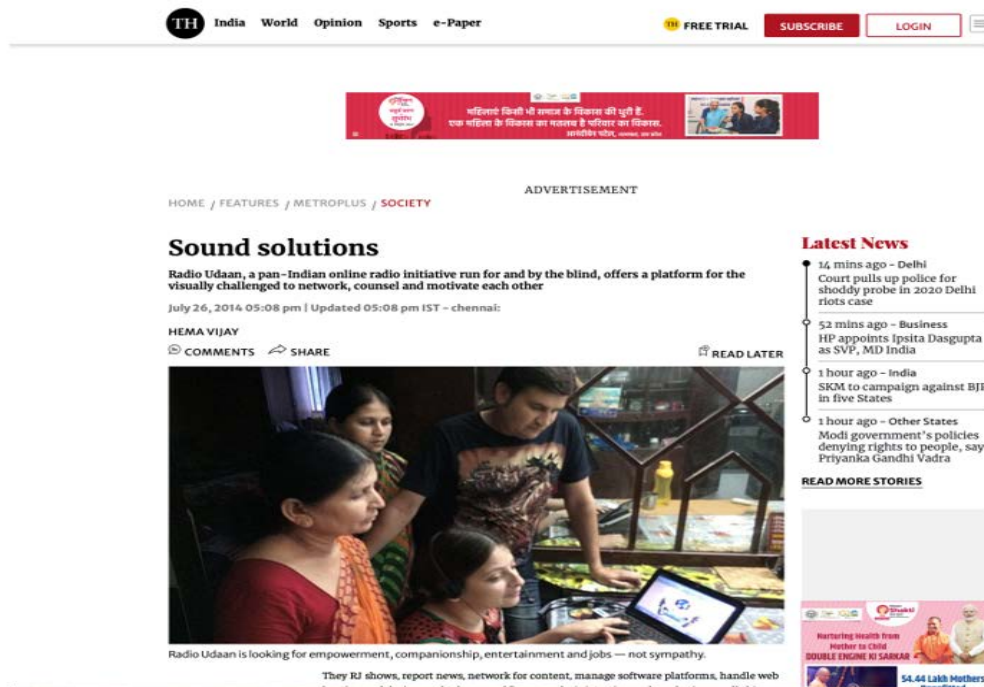 TH India World Opinion Sports e-Paper
TH FREE TRIAL SUBSCRIBE LOGIN
महिलाएं किसी भी समाज के विकास की धुरी हैं.
एक महिला के विकास का मतलब है परिवार का विकास.
ADVERTISEMENT
HOME / FEATURES / METROPLUS / SOCIETY
Sound solutions
Radio Udaan, a pan-Indian online radio initiative run for and by the blind, offers a platform for the
visually challenged to network, counsel and motivate each other
July 26, 2014 05:08 pm | Updated 05:08 pm IST - chennai:
HEMA VIJAY
COMMENTS SHARE
READ LATER
Radio Udaan is looking for empowerment, companionship, entertainment and jobs — not sympathy.
They RJ shows, report news, network for content, manage software platforms, handle web
Latest News
14 mins ago - Delhi
Court pulls up police for
shoddy probe in 2020 Delhi
riots case
52 mins ago - Business
HP appoints Ipsita Dasgupta
as SVP, MD India
1 hour ago - India
SKM to campaign against BJP
in five States
1 hour ago - Other States
Modi government's policies
denying rights to people, say
Priyanka Gandhi Vadra
READ MORE STORIES
Shakti
Nurturing Health from
Mother to Child
DOUBLE ENGINE KI SARKAR
54.44 Lakh Mothers